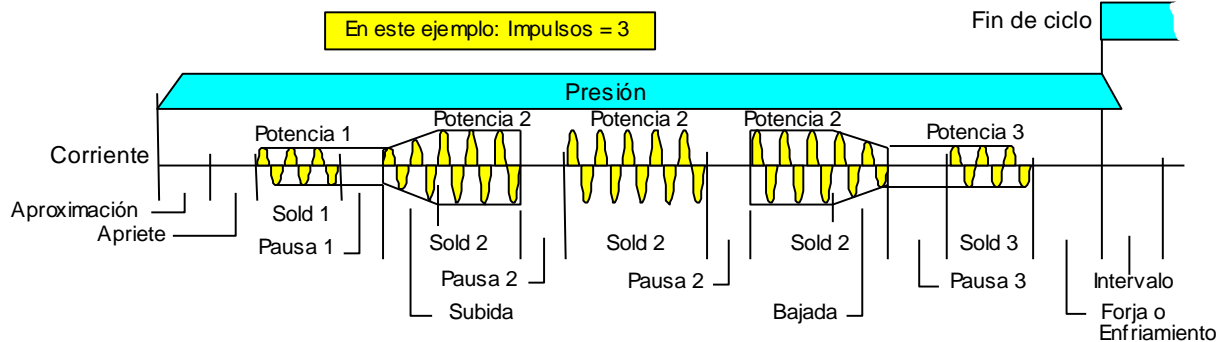 En este ejemplo: Impulsos = 3
Fin de ciclo
Presión
Potencia 1
Potencia 2
Potencia 2
Potencia 2
Potencia 3
Corriente
Aproximación
Apriete
Sold 1
Pausa 1
Sold 2
Pausa 2
Subida
Sold 2
Pausa 2
Sold 2
Bajada
Sold 3
Pausa 3
Intervalo
Forja o
Enfriamiento